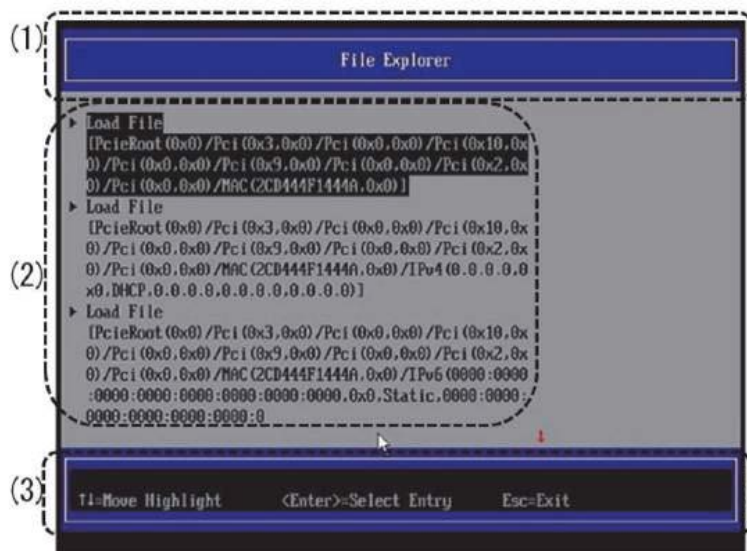 (1)
File Explorer
▶ Load File
[PcieRoot(0x0)/Pci(0x3,0x0)/Pci(0x0,0x0)/Pci(0x10,0x
0)/Pci(0x0,0x0)/Pci(0x9,0x0)/Pci(0x0,0x0)/Pci(0x2,0x
0)/Pci(0x0,0x0)/MAC(2CD444F1444A,0x0)]
▶ Load File
[PcieRoot(0x0)/Pci(0x3,0x0)/Pci(0x0,0x0)/Pci(0x10,0x
0)/Pci(0x0,0x0)/Pci(0x9,0x0)/Pci(0x0,0x0)/Pci(0x2,0x
(2)
0)/Pci(0x0,0x0)/MAC(2CD444F1444A,0x0)/IPv4(0.0.0.0,0
x0,DHCP,0.0.0.0,0.0.0.0,0.0.0.0)]
▶ Load File
[PcieRoot(0x0)/Pci(0x3,0x0)/Pci(0x0,0x0)/Pci(0x10,0x
0)/Pci(0x0,0x0)/Pci(0x9,0x0)/Pci(0x0,0x0)/Pci(0x2,0x
0)/Pci(0x0,0x0)/MAC(2CD444F1444A,0x0)/IPv6(0000:0000
:0000:0000:0000:0000:0000:0000,0x0,Static,0000:0000:
0000:0000:0000:0000:0
↓
(3)
↑↓=Move Highlight <Enter>=Select Entry Esc=Exit